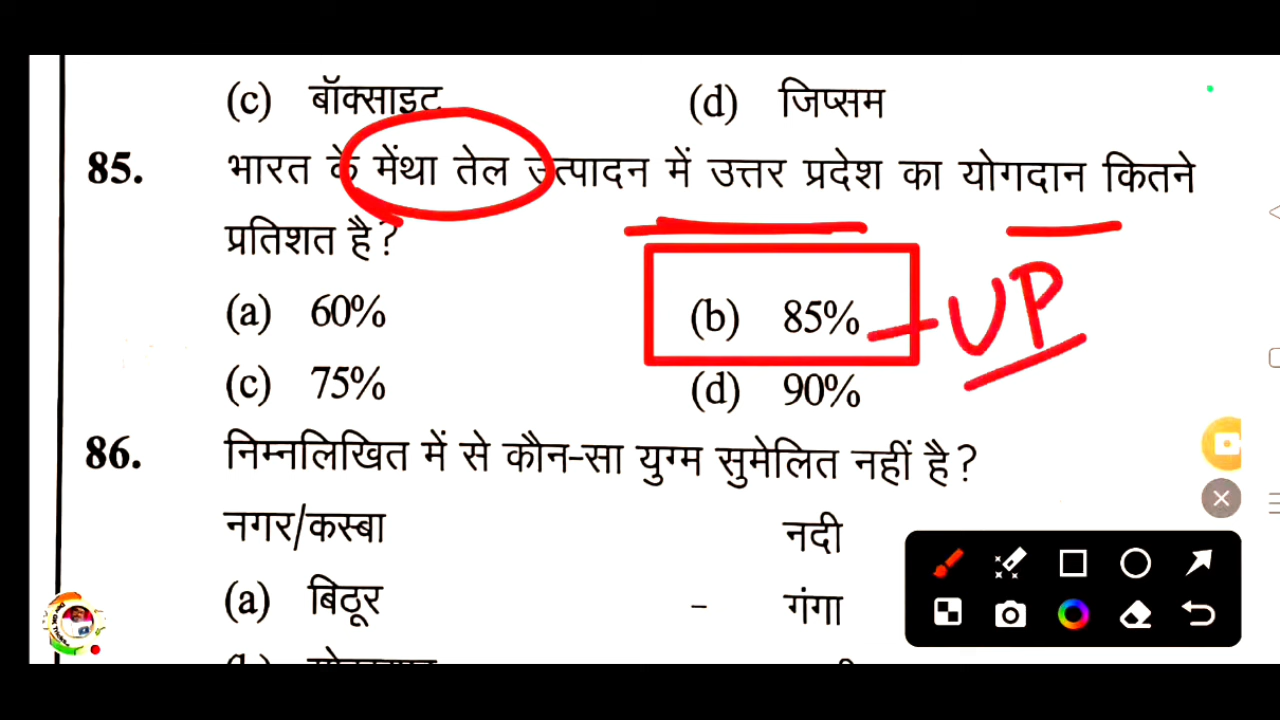 (c) बॉक्साइट (d) जिप्सम
85. भारत के मेंथा तेल उत्पादन में उत्तर प्रदेश का योगदान कितने
प्रतिशत है?
(a) 60% (b) 85% - UP
(c) 75% (d) 90%
86. निम्नलिखित में से कौन-सा युग्म सुमेलित नहीं है?
नगर/कस्बा नदी
(a) बिठूर - गंगा